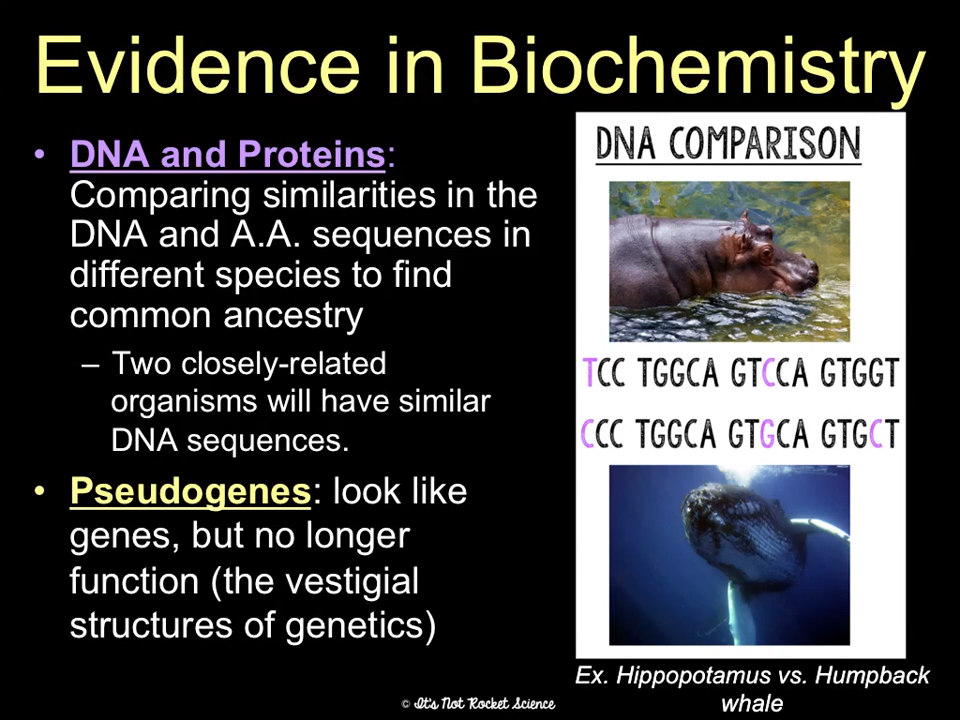 Evidence in Biochemistry
• DNA and Proteins:
Comparing similarities in the
DNA and A.A. sequences in
different species to find
common ancestry
– Two closely-related
organisms will have similar
DNA sequences.
• Pseudogenes: look like
genes, but no longer
function (the vestigial
structures of genetics)
DNA COMPARISON
TCC TGGCA GTCCA GTGGT
CCC TGGCA GTGCA GTGCT
Ex. Hippopotamus vs. Humpback
whale
© It's Not Rocket Science